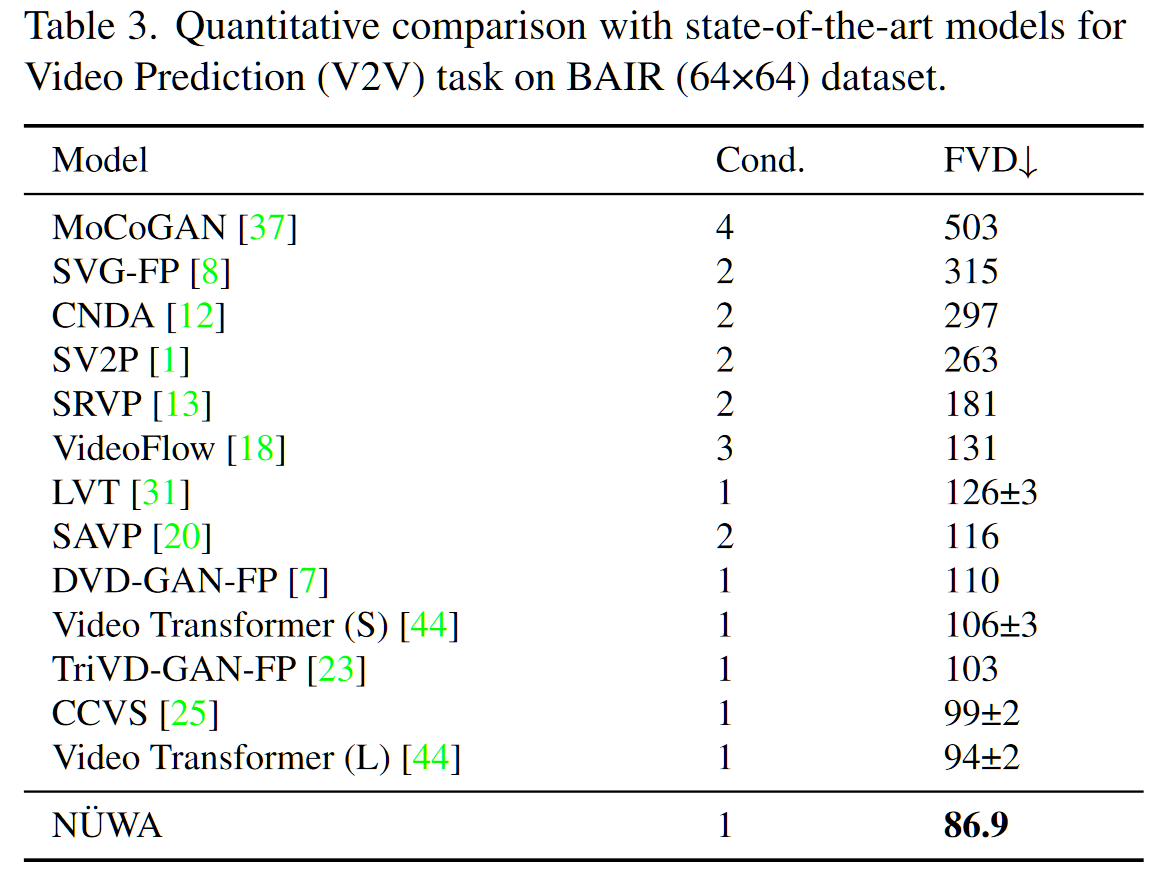 Table 3. Quantitative comparison with state-of-the-art models for
Video Prediction (V2V) task on BAIR (64×64) dataset.
Model Cond. FVD↓
MoCoGAN [37] 4 503
SVG-FP [8] 2 315
CNDA [12] 2 297
SV2P [1] 2 263
SRVP [13] 2 181
VideoFlow [18] 3 131
LVT [31] 1 126±3
SAVP [20] 2 116
DVD-GAN-FP [7] 1 110
Video Transformer (S) [44] 1 106±3
TriVD-GAN-FP [23] 1 103
CCVS [25] 1 99±2
Video Transformer (L) [44] 1 94±2
NÜWA 1 86.9